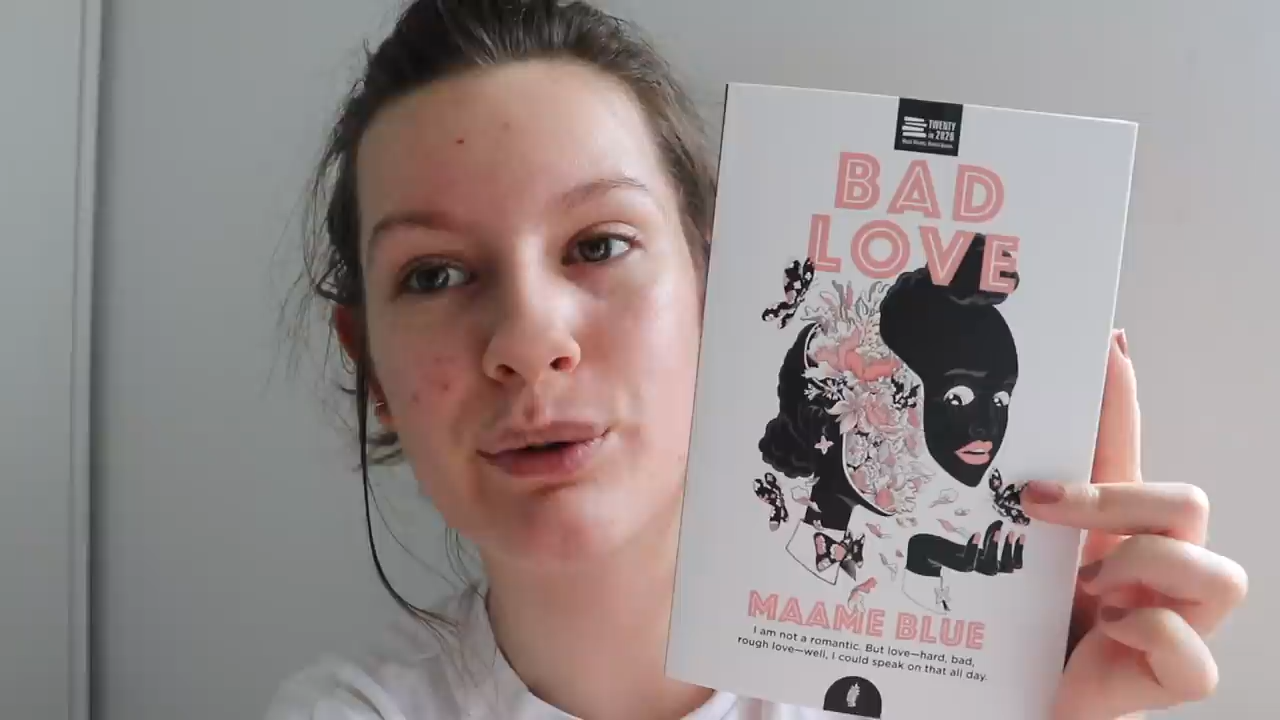 TWENTY
in 2020
BAD
LOVE
MAAME BLUE
I am not a romantic. But love—hard, bad,
rough love—well, I could speak on that all day.